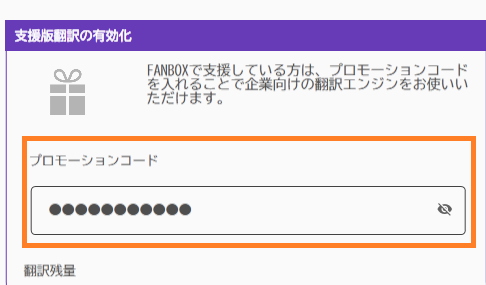 支援版翻訳の有効化
FANBOXで支援している方は、プロモーションコード
を入れることで企業向けの翻訳エンジンをお使いい
ただけます。
プロモーションコード
●●●●●●●●●●●
翻訳残量